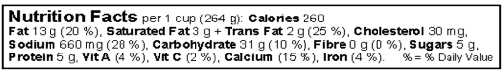 Nutrition Facts per 1 cup (264 g): Calories 260
Fat 13 g (20 %), Saturated Fat 3 g + Trans Fat 2 g (25 %), Cholesterol 30 mg,
Sodium 660 mg (28 %), Carbohydrate 31 g (10 %), Fibre 0 g (0 %), Sugars 5 g,
Protein 5 g, Vit A (4 %), Vit C (2 %), Calcium (15 %), Iron (4 %). % = % Daily Value